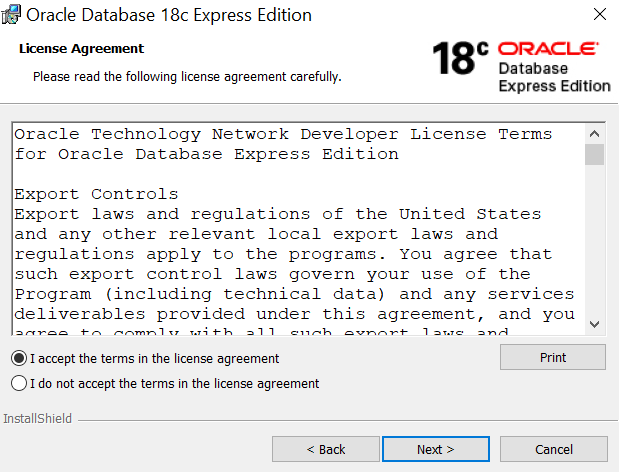 Oracle Database 18c Express Edition
License Agreement
Please read the following license agreement carefully.
18c ORACLE
Database
Express Edition
Oracle Technology Network Developer License Terms
for Oracle Database Express Edition
Export Controls
Export laws and regulations of the United States
and any other relevant local export laws and
regulations apply to the programs. You agree that
such export control laws govern your use of the
Program (including technical data) and any services
deliverables provided under this agreement, and you
agree to comply with all such export laws and
I accept the terms in the license agreement
Print
I do not accept the terms in the license agreement
InstallShield
< Back
Next >
Cancel